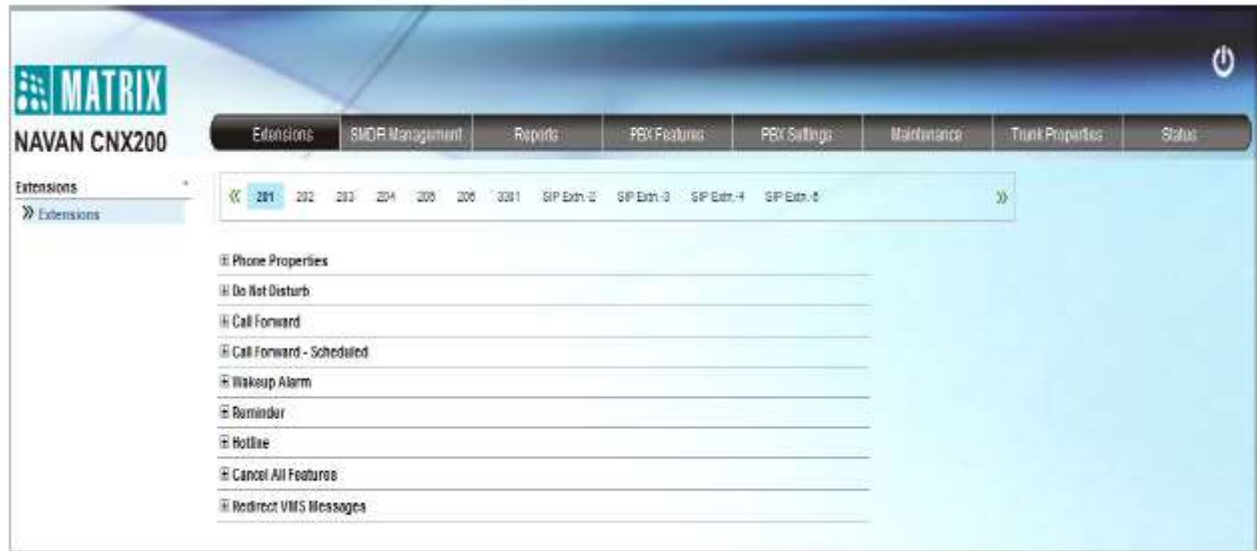 MATRIX
NAVAN CNX200
Extensions SMDR Management Reports PBX Features PBX Settings Maintenance Trunk Properties Status
Extensions
» Extensions
« 201 202 203 204 205 206 3301 SIP Extn.-2 SIP Extn.-3 SIP Extn.-4 SIP Extn.-5 »
Phone Properties
Do Not Disturb
Call Forward
Call Forward - Scheduled
Wakeup Alarm
Reminder
Hotline
Cancel All Features
Redirect VMS Messages